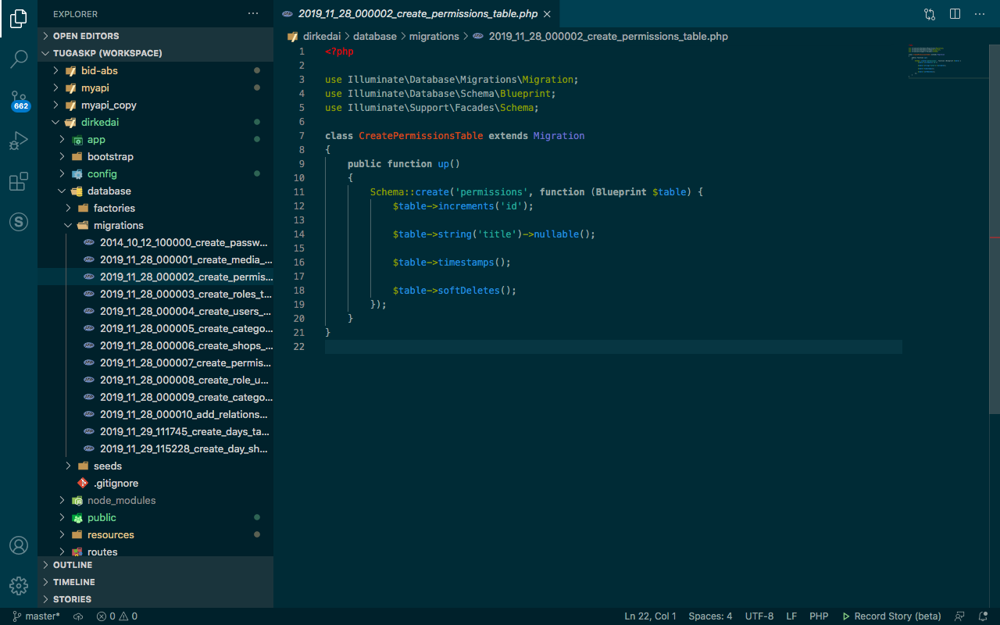 EXPLORER
OPEN EDITORS
TUGASKP (WORKSPACE)
bid-abs
myapi
myapi_copy
dirkedai
app
bootstrap
config
database
factories
migrations
2014_10_12_100000_create_passw...
2019_11_28_000001_create_media_...
2019_11_28_000002_create_permis...
2019_11_28_000003_create_roles_t...
2019_11_28_000004_create_users_...
2019_11_28_000005_create_catego...
2019_11_28_000006_create_shops_...
2019_11_28_000007_create_permis...
2019_11_28_000008_create_role_u...
2019_11_28_000009_create_catego...
2019_11_28_000010_add_relations...
2019_11_29_111745_create_days_ta...
2019_11_29_115228_create_day_sh...
seeds
.gitignore
node_modules
public
resources
routes
OUTLINE
TIMELINE
STORIES
662
2019_11_28_000002_create_permissions_table.php
dirkedai > database > migrations > 2019_11_28_000002_create_permissions_table.php
1 <?php
2
3 use Illuminate\Database\Migrations\Migration;
4 use Illuminate\Database\Schema\Blueprint;
5 use Illuminate\Support\Facades\Schema;
6
7 class CreatePermissionsTable extends Migration
8 {
9 public function up()
10 {
11 Schema::create('permissions', function (Blueprint $table) {
12 $table->increments('id');
13
14 $table->string('title')->nullable();
15
16 $table->timestamps();
17
18 $table->softDeletes();
19 });
20 }
21 }
22
master* 0 0 Ln 22, Col 1 Spaces: 4 UTF-8 LF PHP Record Story (beta)